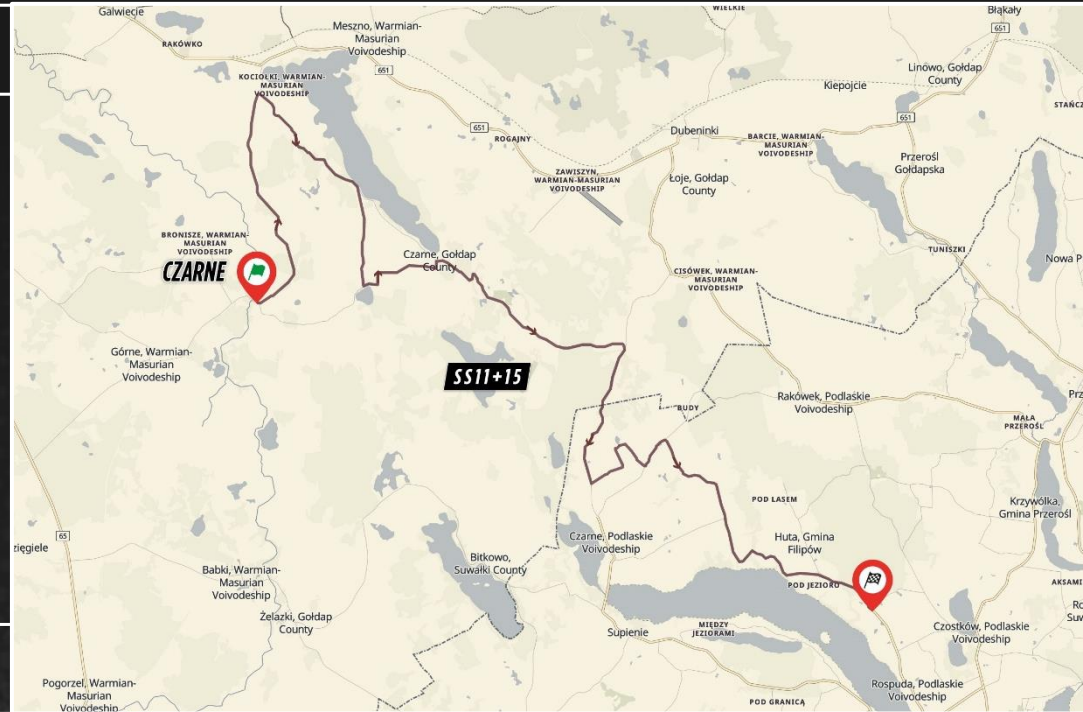 Galwiecie
RAKÓWKO
Meszno, Warmian-
Masurian
Voivodeship
WIELKIE
Błąkały
651
651
KOCIOŁKI, WARMIAN-
MASURIAN
VOIVODESHIP
Linowo, Gołdap
County
Kiepojcie
STAŃCZ
651
651
ROGAJNY
Dubeninki
BARCIE, WARMIAN-
MASURIAN
VOIVODESHIP
Przerośl
Gołdapska
ZAWISZYN,
WARMIAN-MASURIAN
VOIVODESHIP
Łoje, Gołdap
County
BRONISZE, WARMIAN-
MASURIAN
VOIVODESHIP
CZARNE
Czarne, Gołdap
County
TUNISZKI
Nowa P
CISÓWEK, WARMIAN-
MASURIAN
VOIVODESHIP
Górne, Warmian-
Masurian
Voivodeship
SS11+15
Rakówek, Podlaskie
Voivodeship
Prz
BUDY
MAŁA
PRZEROŚL
POD LASEM
Krzywólka,
Gmina Przerośl
65
zięgiele
Czarne, Podlaskie
Voivodeship
Huta, Gmina
Filipów
Bitkowo,
Suwałki County
Babki, Warmian-
Masurian
Voivodeship
POD JEZIORO
AKSAMI
Żelazki, Gołdap
County
Ro
Suw
Supienie
MIĘDZY
JEZIORAMI
Czostków, Podlaskie
Voivodeship
Pogorzel, Warmian-
Masurian
Voivodeship
Rospuda, Podlaskie
Voivodeship
POD GRANICĄ